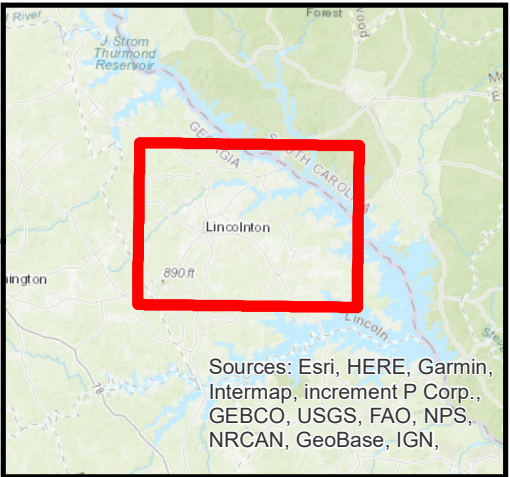 River
Forest
J Strom
Thurmond
Reservoir
GEORGIA
SOUTH CAROLINA
Lincolnton
890 ft
ington
Lincoln
78
Sources: Esri, HERE, Garmin,
Intermap, increment P Corp.,
GEBCO, USGS, FAO, NPS,
NRCAN, GeoBase, IGN,